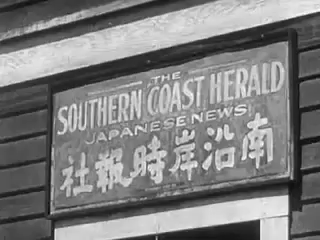 THE
SOUTHERN COAST HERALD
JAPANESE NEWS
南沿岸時報社